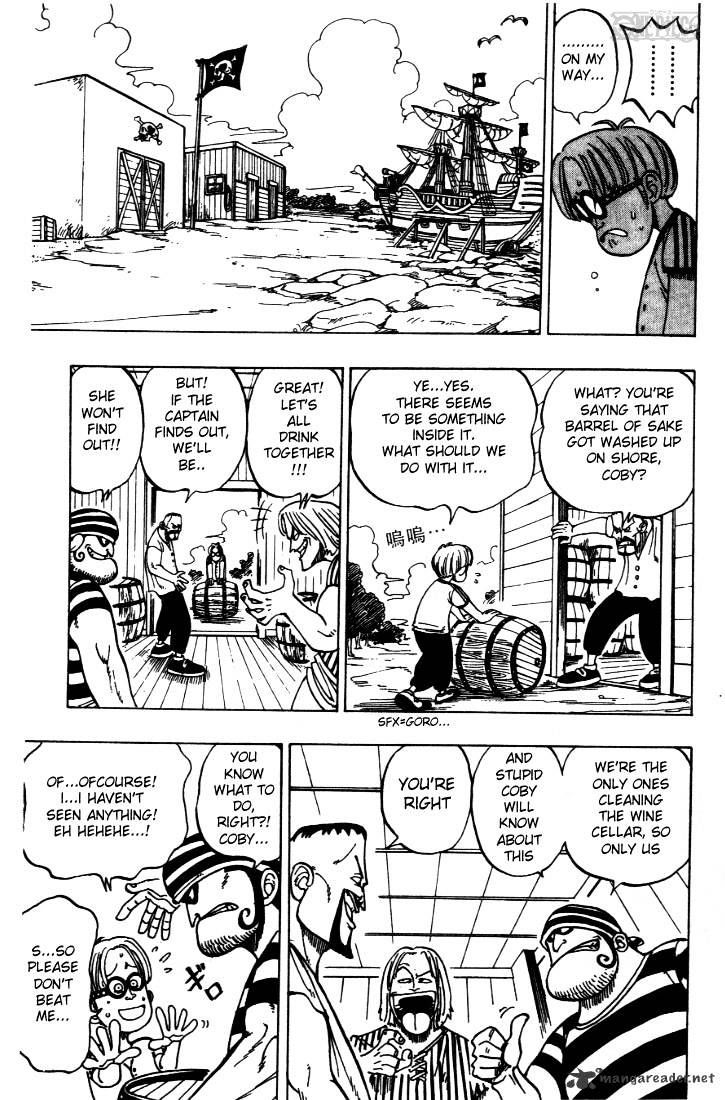 .........
.........
ON MY
WAY...
WHAT? YOU'RE
SAYING THAT
BARREL OF SAKE
GOT WASHED UP
ON SHORE,
COBY?
YE...YES.
THERE SEEMS
TO BE SOMETHING
INSIDE IT.
WHAT SHOULD WE
DO WITH IT...
嗚嗚...
SFX=GORO...
GREAT!
LET'S
ALL
DRINK
TOGETHER
!!!
BUT!
IF THE
CAPTAIN
FINDS OUT,
WE'LL
BE..
SHE
WON'T
FIND
OUT!!
WE'RE THE
ONLY ONES
CLEANING
THE WINE
CELLAR, SO
ONLY US
AND
STUPID
COBY
WILL
KNOW
ABOUT
THIS
YOU'RE
RIGHT
YOU
KNOW
WHAT TO
DO,
RIGHT?!
COBY...
ギロ
OF...OFCOURSE!
I...I HAVEN'T
SEEN ANYTHING!
EH HEHEHE...!
S...SO
PLEASE
DON'T
BEAT
ME...
mangareader.net